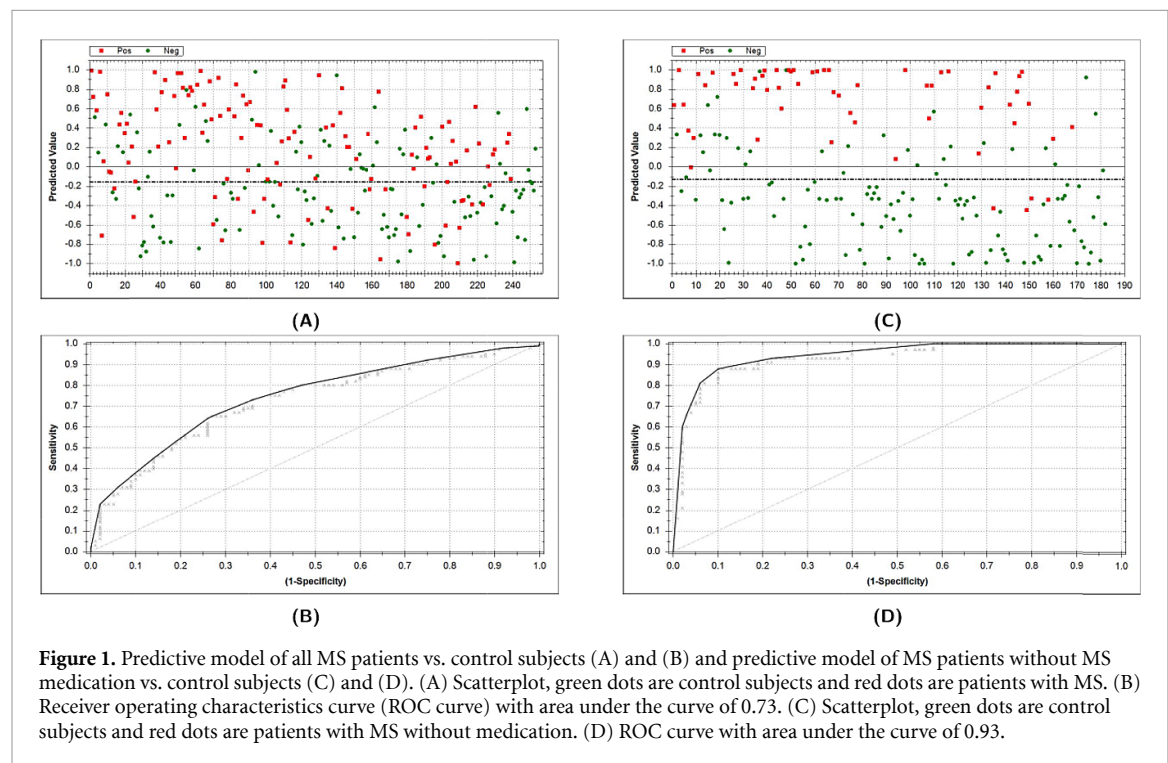 Pos Neg
Predicted Value
1.0
0.8
0.6
0.4
0.2
0.0
-0.2
-0.4
-0.6
-0.8
-1.0
0 20 40 60 80 100 120 140 160 180 200 220 240
(A)
Pos Neg
Predicted Value
1.0
0.8
0.6
0.4
0.2
0.0
-0.2
-0.4
-0.6
-0.8
-1.0
0 10 20 30 40 50 60 70 80 90 100 110 120 130 140 150 160 170 180 190
(C)
Sensitivity
1.0
0.9
0.8
0.7
0.6
0.5
0.4
0.3
0.2
0.1
0.0
0.0 0.1 0.2 0.3 0.4 0.5 0.6 0.7 0.8 0.9 1.0
(1-Specificity)
(B)
Sensitivity
1.0
0.9
0.8
0.7
0.6
0.5
0.4
0.3
0.2
0.1
0.0
0.0 0.1 0.2 0.3 0.4 0.5 0.6 0.7 0.8 0.9 1.0
(1-Specificity)
(D)
Figure 1. Predictive model of all MS patients vs. control subjects (A) and (B) and predictive model of MS patients without MS
medication vs. control subjects (C) and (D). (A) Scatterplot, green dots are control subjects and red dots are patients with MS. (B)
Receiver operating characteristics curve (ROC curve) with area under the curve of 0.73. (C) Scatterplot, green dots are control
subjects and red dots are patients with MS without medication. (D) ROC curve with area under the curve of 0.93.